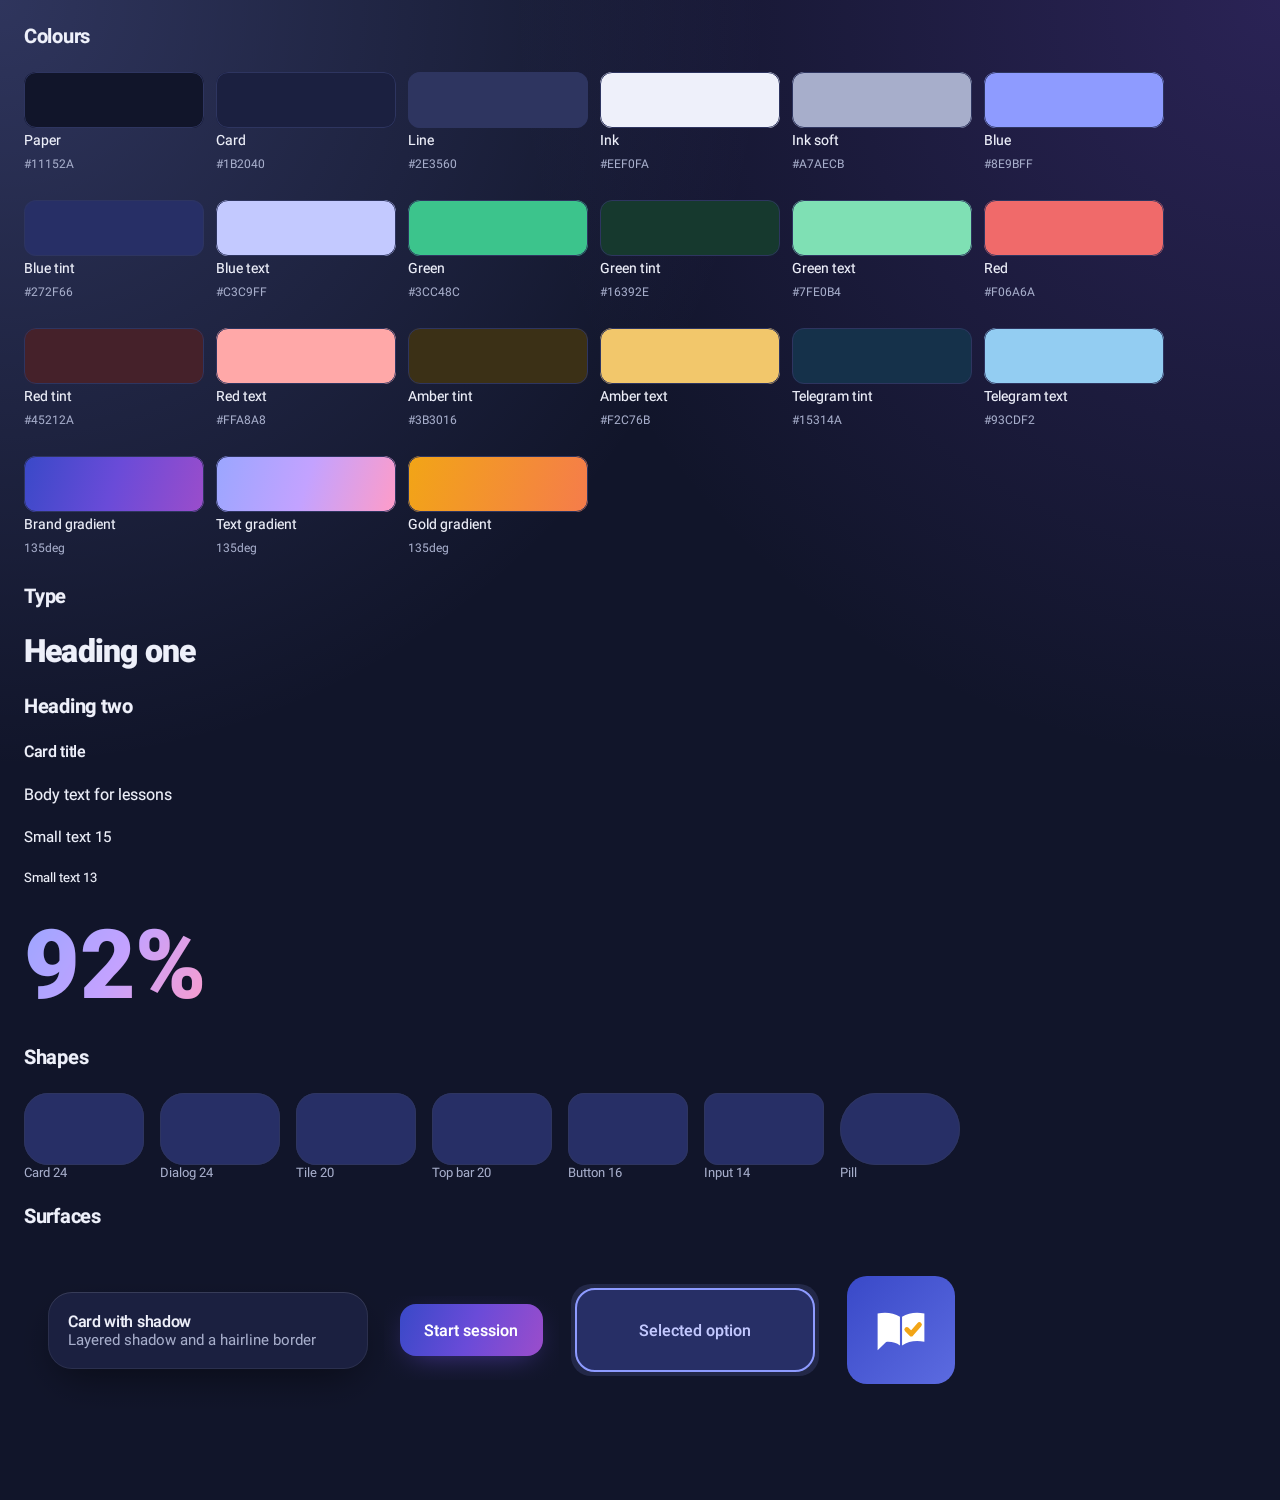 Colours
Paper Card Line Ink Ink soft Blue
#11152A #1B2040 #2E3560 #EEF0FA #A7AECB #8E9BFF
Blue tint Blue text Green Green tint Green text Red
#272F66 #C3C9FF #3CC48C #16392E #7FE0B4 #F06A6A
Red tint Red text Amber tint Amber text Telegram tint Telegram text
#45212A #FFA8A8 #3B3016 #F2C76B #15314A #93CDF2
Brand gradient Text gradient Gold gradient
135deg 135deg 135deg
Type
Heading one
Heading two
Card title
Body text for lessons
Small text 15
Small text 13
92%
Shapes
Card 24 Dialog 24 Tile 20 Top bar 20 Button 16 Input 14 Pill
Surfaces
Card with shadow
Layered shadow and a hairline border
Start session
Selected option